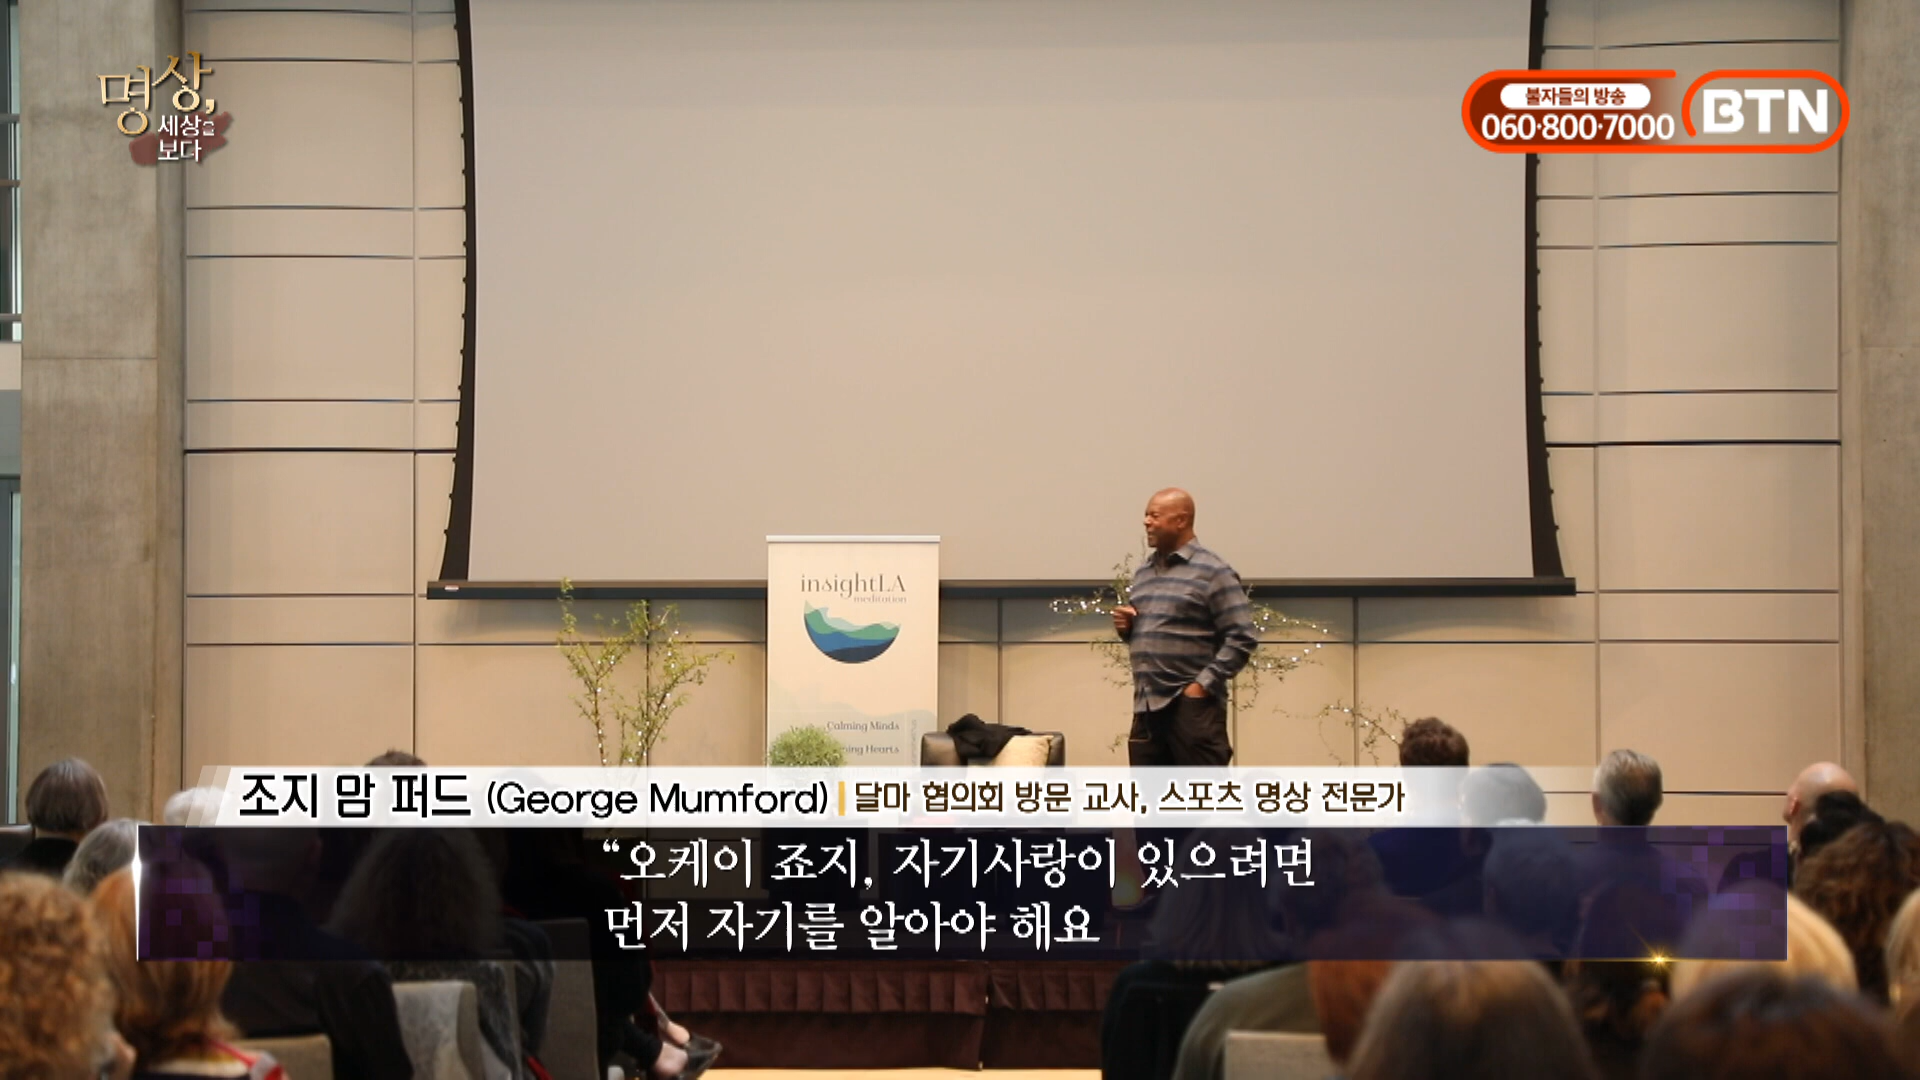 명상,
세상을
보다
불자들의 방송
060·800·7000
BTN
insightLA
meditation
Calming Minds
Hearts
조지 맘 퍼드 (George Mumford) 달마 협의회 방문 교사, 스포츠 명상 전문가
“오케이 죠지, 자기사랑이 있으려면
먼저 자기를 알아야 해요